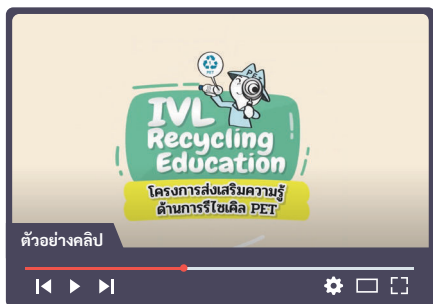 PET
IVL
Recycling
Education
โครงการส่งเสริมความรู้
ด้านการรีไซเคิล PET
ตัวอย่างคลิป